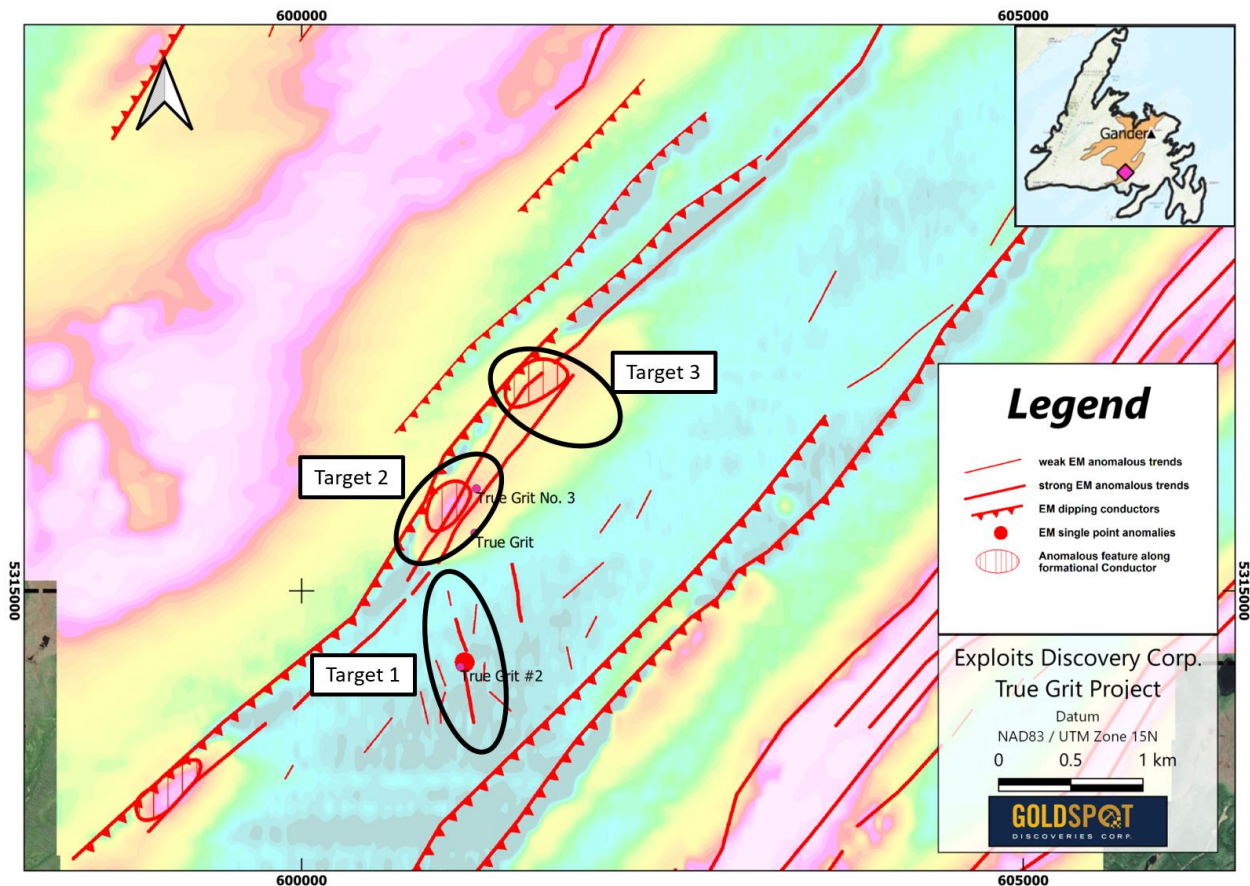 600000
605000
Gander
Target 3
Target 2
True Grit No. 3
True Grit
5315000
5315000
Target 1
True Grit #2
Legend
weak EM anomalous trends
strong EM anomalous trends
EM dipping conductors
EM single point anomalies
Anomalous feature along
formational Conductor
Exploits Discovery Corp.
True Grit Project
Datum
NAD83 / UTM Zone 15N
0 0.5 1 km
GOLDSPOT
DISCOVERIES CORP.
600000
605000